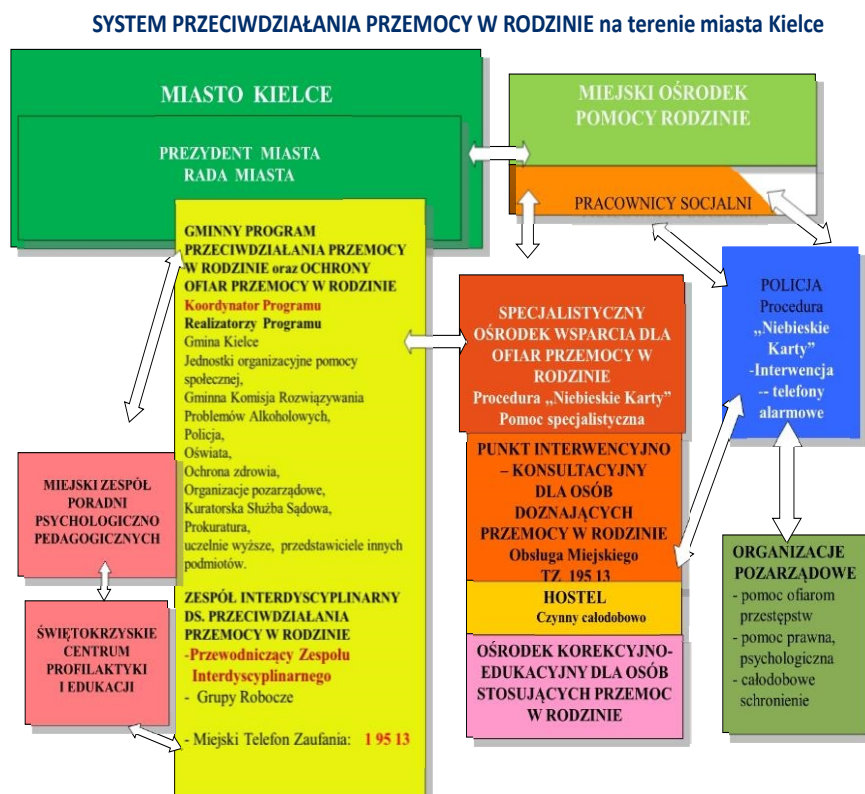 SYSTEM PRZECIWDZIAŁANIA PRZEMOCY W RODZINIE na terenie miasta Kielce
MIASTO KIELCE
PREZYDENT MIASTA
RADA MIASTA
MIEJSKI OŚRODEK
POMOCY RODZINIE
PRACOWNICY SOCJALNI
GMINNY PROGRAM
PRZECIWDZIAŁANIA PRZEMOCY
W RODZINIE oraz OCHRONY
OFIAR PRZEMOCY W RODZINIE
Koordynator Programu
Realizatorzy Programu
Gmina Kielce
Jednostki organizacyjne pomocy
społecznej,
Gminna Komisja Rozwiązywania
Problemów Alkoholowych,
Policja,
Oświata,
Ochrona zdrowia,
Organizacje pozarządowe,
Kuratorska Służba Sądowa,
Prokuratura,
uczelnie wyższe, przedstawiciele innych
podmiotów.
ZESPÓŁ INTERDYSCYPLINARNY
DS. PRZECIWDZIAŁANIA
PRZEMOCY W RODZINIE
-Przewodniczący Zespołu
Interdyscyplinarnego
- Grupy Robocze
- Miejski Telefon Zaufania: 1 95 13
MIEJSKI ZESPÓŁ
PORADNI
PSYCHOLOGICZNO
PEDAGOGICZNYCH
ŚWIĘTOKRZYSKIE
CENTRUM
PROFILAKTYKI
I EDUKACJI
SPECJALISTYCZNY
OŚRODEK WSPARCIA DLA
OFIAR PRZEMOCY W
RODZINIE
Procedura „Niebieskie Karty”
Pomoc specjalistyczna
PUNKT INTERWENCYJNO
– KONSULTACYJNY
DLA OSÓB
DOZNAJĄCYCH
PRZEMOCY W RODZINIE
Obsługa Miejskiego
TZ 195 13
HOSTEL
Czynny całodobowo
OŚRODEK KOREKCYJNO-
EDUKACYJNY DLA OSÓB
STOSUJĄCYCH PRZEMOC
W RODZINIE
POLICJA
Procedura
„Niebieskie
Karty”
-Interwencja
-- telefony
alarmowe
ORGANIZACJE
POZARZĄDOWE
- pomoc ofiarom
przestępstw
- pomoc prawna,
psychologiczna
- całodobowe
schronienie